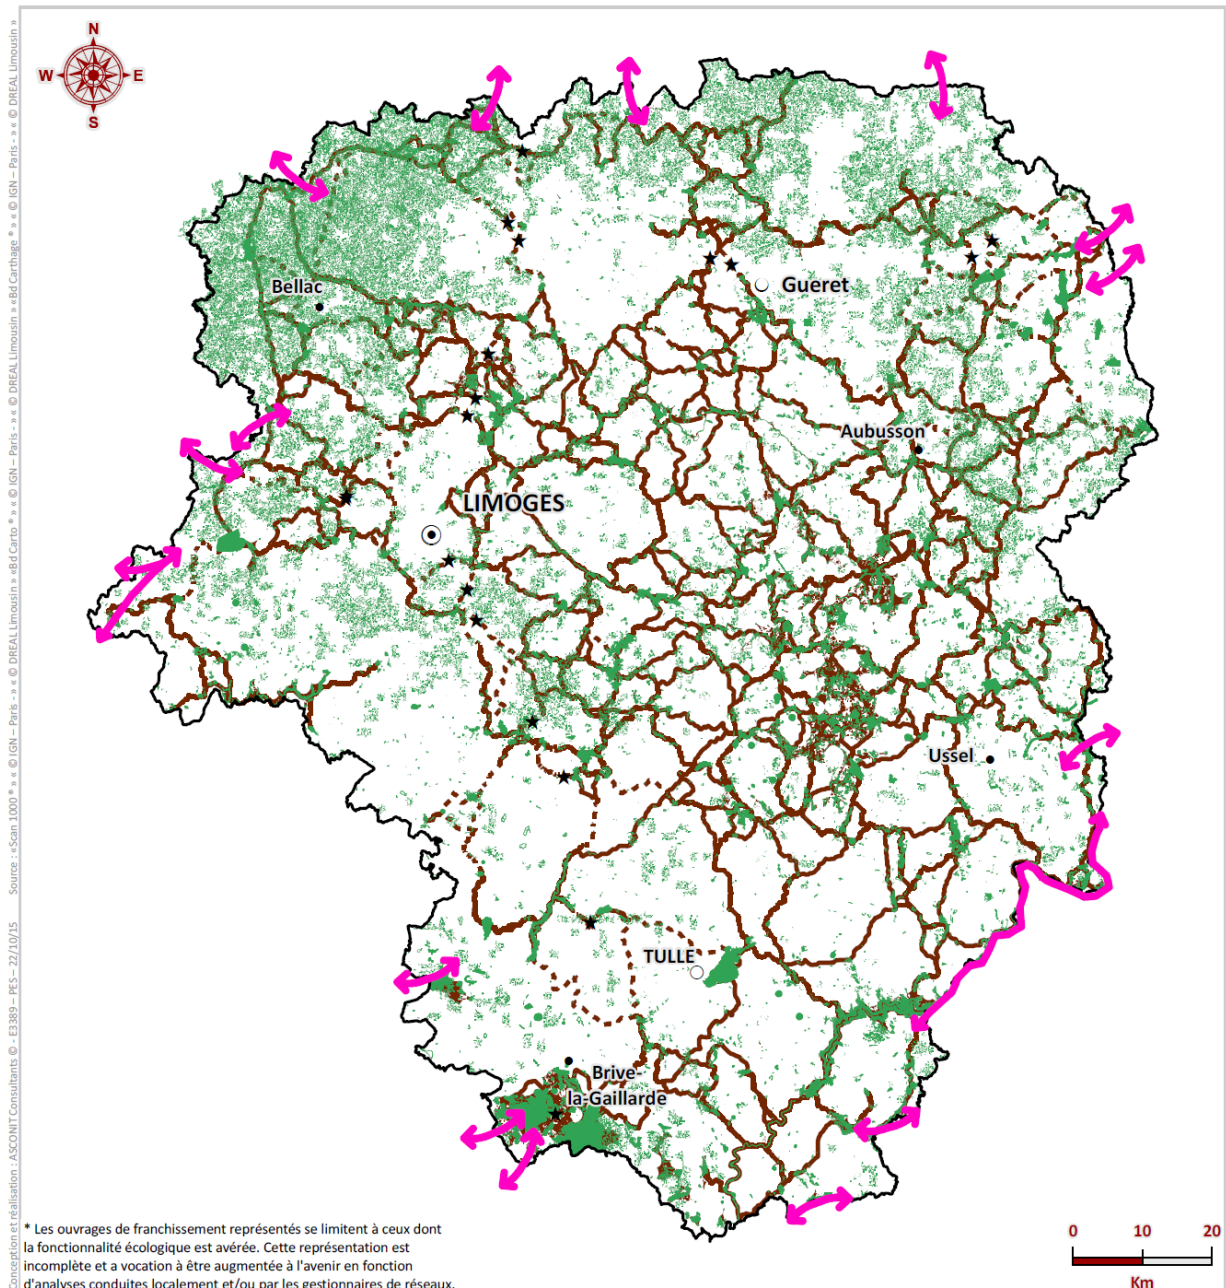 N
W E
S
Bellac
Gueret
Aubusson
LIMOGES
Ussel
TULLE
Brive-
la-Gaillarde
* Les ouvrages de franchissement représentés se limitent à ceux dont
la fonctionnalité écologique est avérée. Cette représentation est
incomplète et a vocation à être augmentée à l'avenir en fonction
d'analyses conduites localement et/ou par les gestionnaires de réseaux.
0 10 20
Km
Conception et réalisation : ASCONIT Consultants © - E3389 – PES – 22/10/15 Source : «Scan 1000 ® » « © IGN – Paris - » « © DREAL Limousin » «Bd Carto ® » « © IGN – Paris - » « © DREAL Limousin » «Bd Carthage ® » « © IGN – Paris - » « © DREAL Limousin »